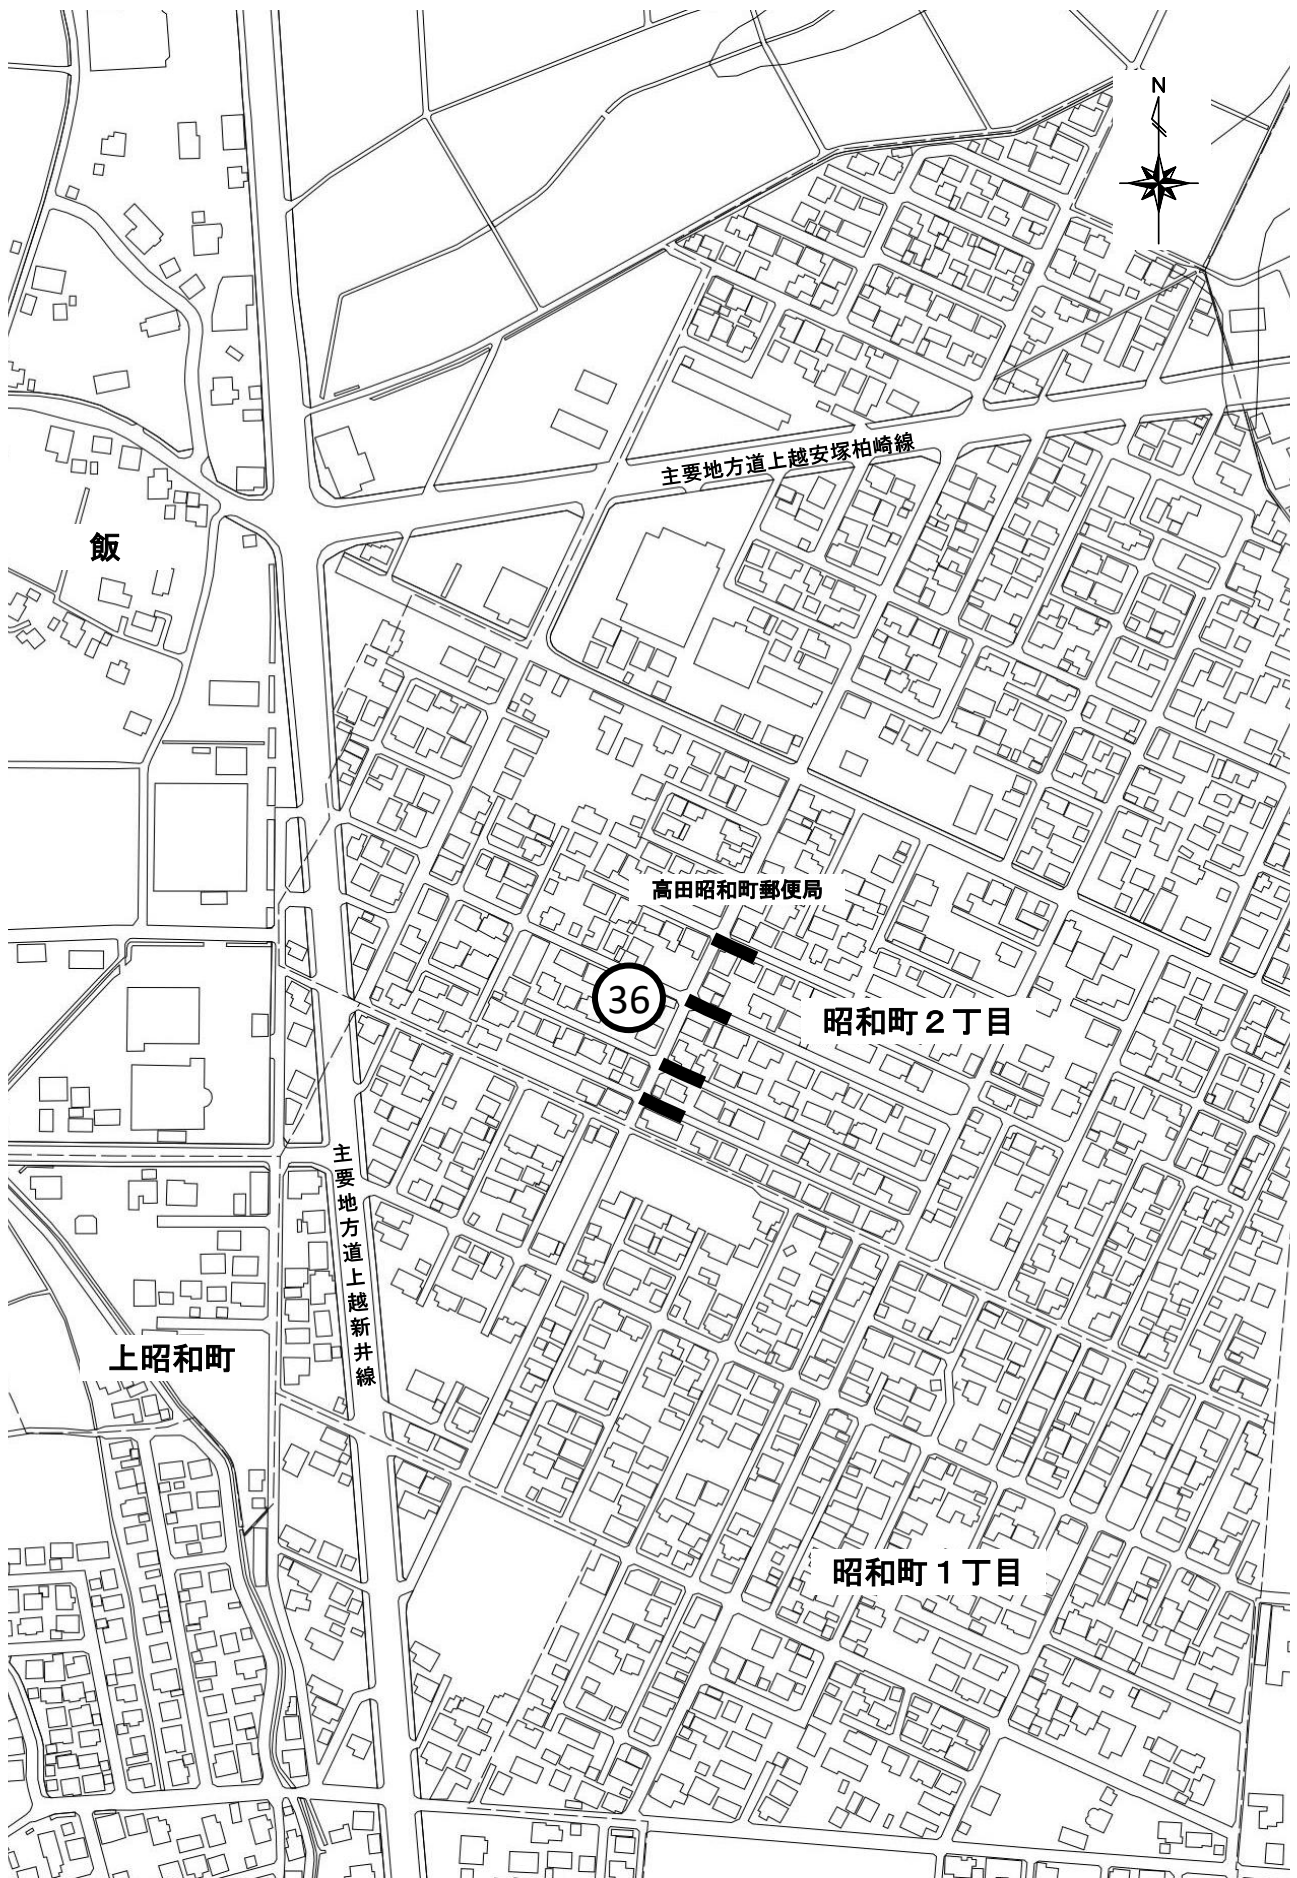 N
主要地方道上越安塚柏崎線
飯
高田昭和町郵便局
36
昭和町２丁目
主要地方道上越新井線
上昭和町
昭和町１丁目